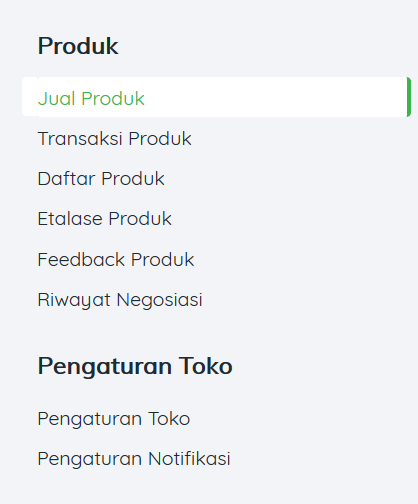 Produk
Jual Produk
Transaksi Produk
Daftar Produk
Etalase Produk
Feedback Produk
Riwayat Negosiasi
Pengaturan Toko
Pengaturan Toko
Pengaturan Notifikasi